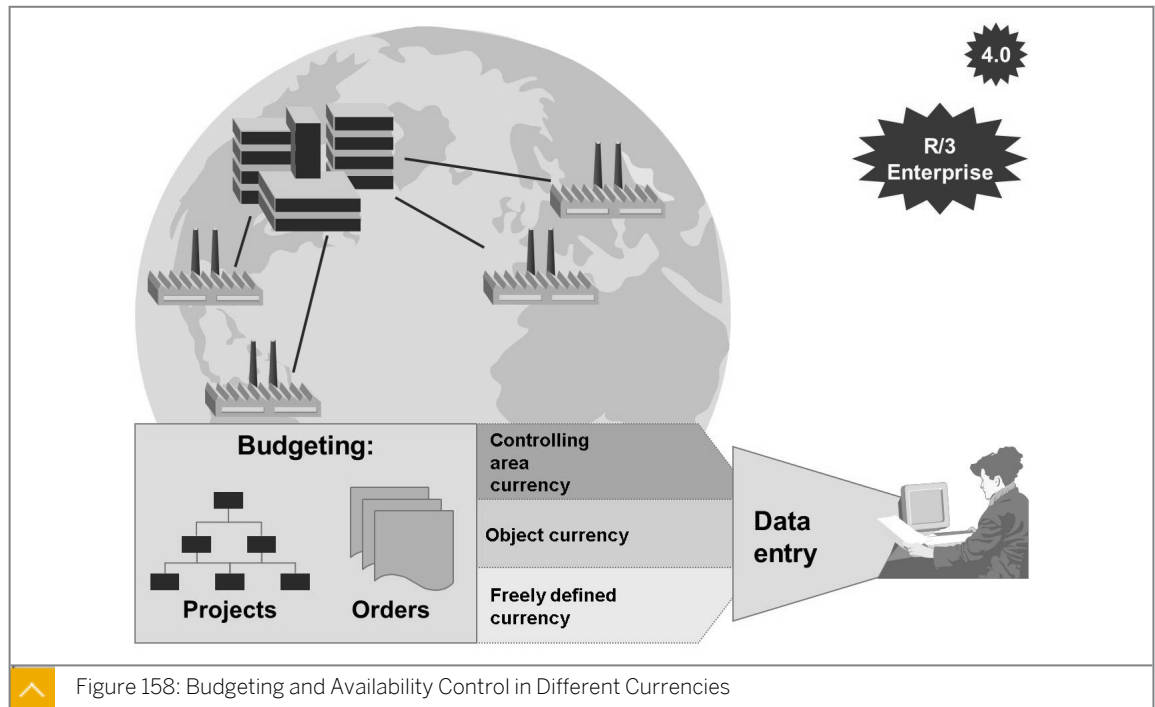 4.0
R/3
Enterprise
Budgeting:
Projects
Orders
Controlling
area
currency
Object currency
Freely defined
currency
Data
entry
Figure 158: Budgeting and Availability Control in Different Currencies